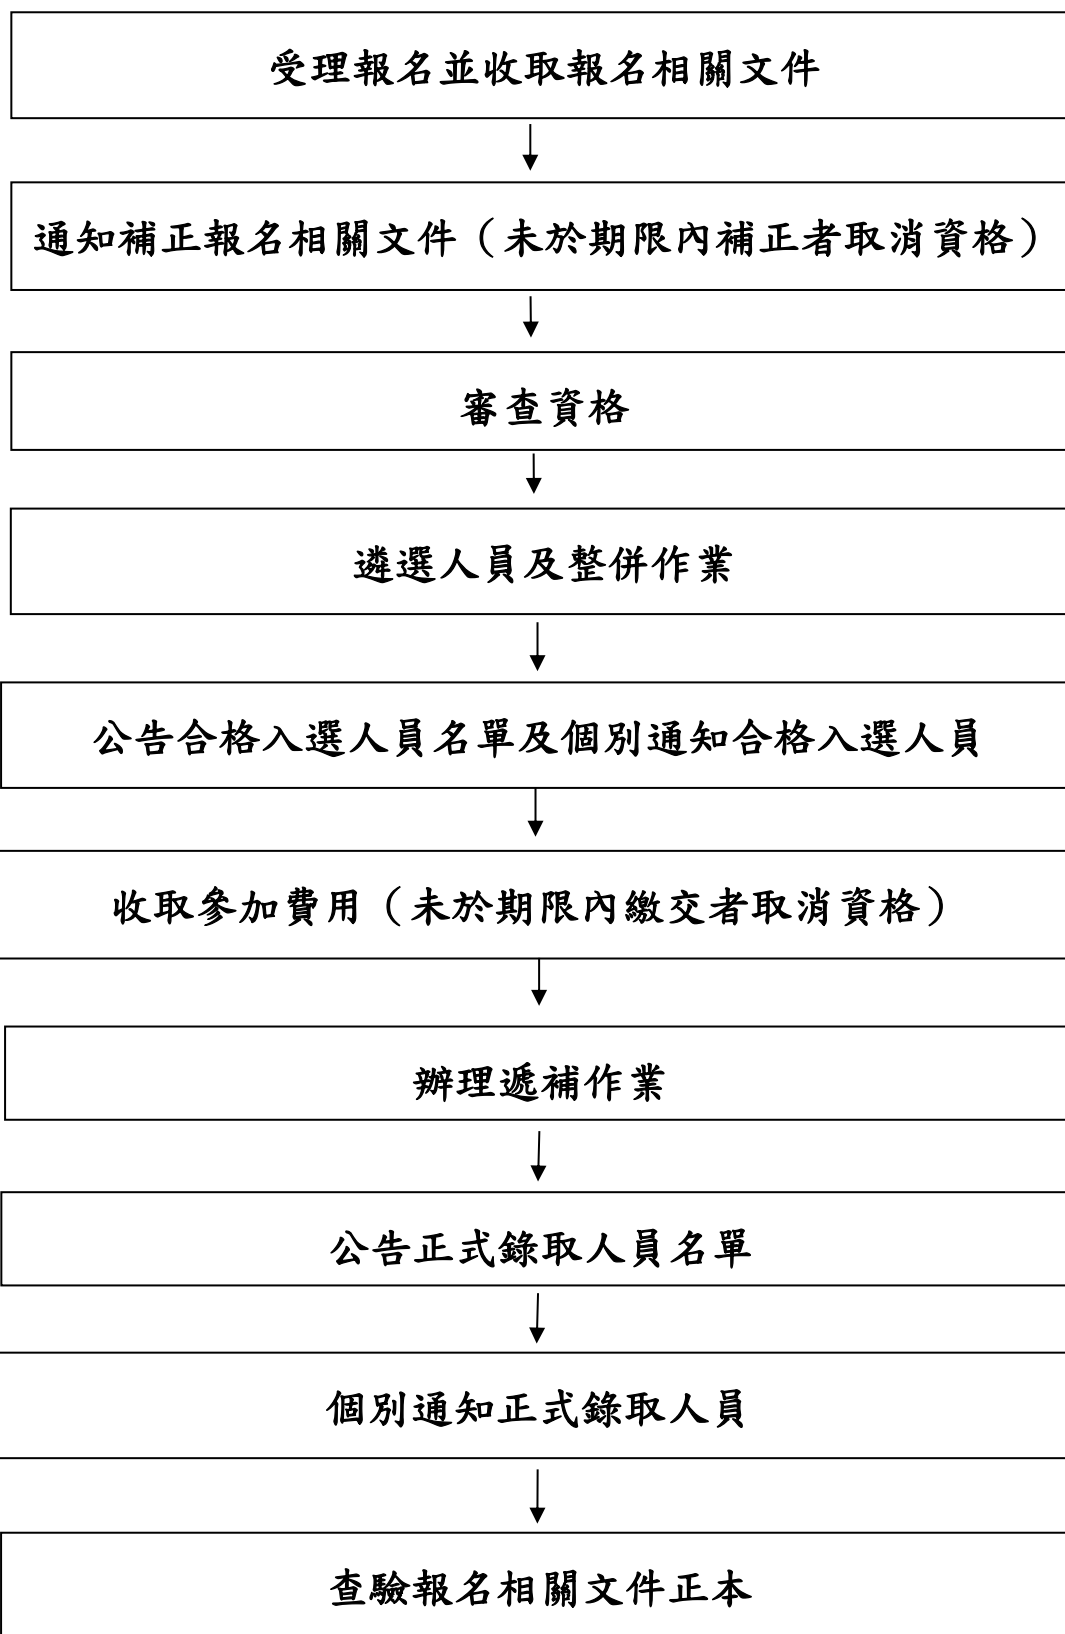 受理報名並收取報名相關文件
通知補正報名相關文件（未於期限內補正者取消資格）
審查資格
遴選人員及整併作業
公告合格入選人員名單及個別通知合格入選人員
收取參加費用（未於期限內繳交者取消資格）
辦理遞補作業
公告正式錄取人員名單
個別通知正式錄取人員
查驗報名相關文件正本